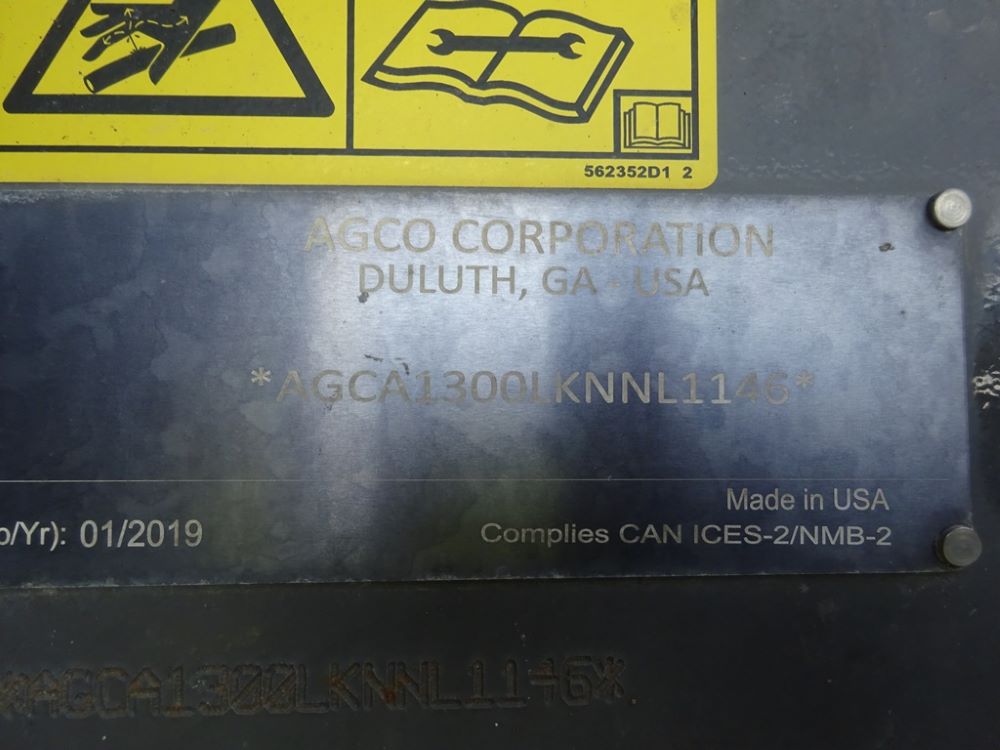 562352D1 2
AGCO CORPORATION
DULUTH, GA - USA
*AGCA1300LKNNL1146*
Made in USA
/Yr): 01/2019
Complies CAN ICES-2/NMB-2
*AGCA1300LKNNL1146*